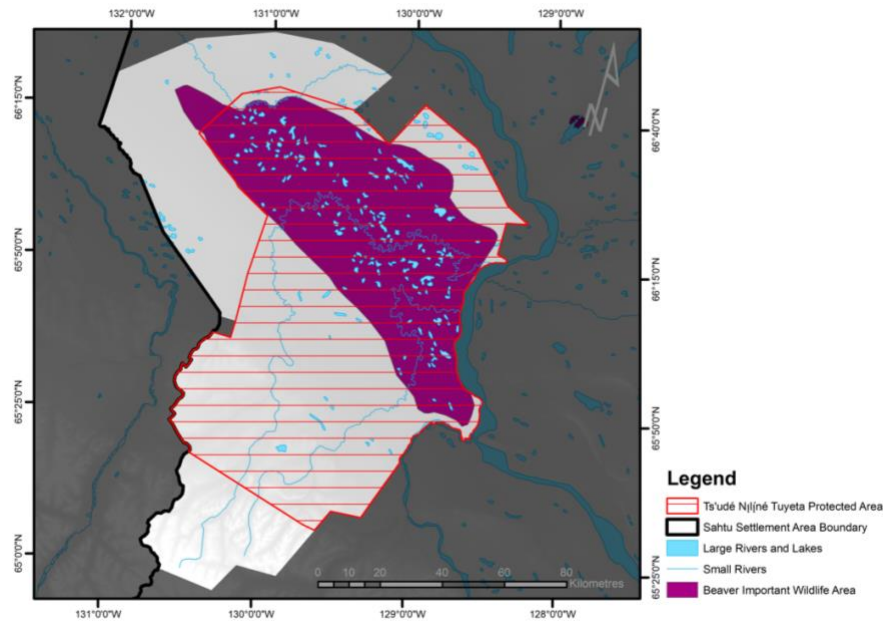 132°0'0"W 131°0'0"W 130°0'0"W 129°0'0"W
66°15'0"N
65°50'0"N
65°25'0"N
65°0'0"N
66°40'0"N
66°15'0"N
65°50'0"N
65°25'0"N
N
0 5 10 20 40 60 80
Kilometres
131°0'0"W 130°0'0"W 129°0'0"W 128°0'0"W
Legend
Ts'udé Nı̨lı̨né Tuyeta Protected Area
Sahtu Settlement Area Boundary
Large Rivers and Lakes
Small Rivers
Beaver Important Wildlife Area